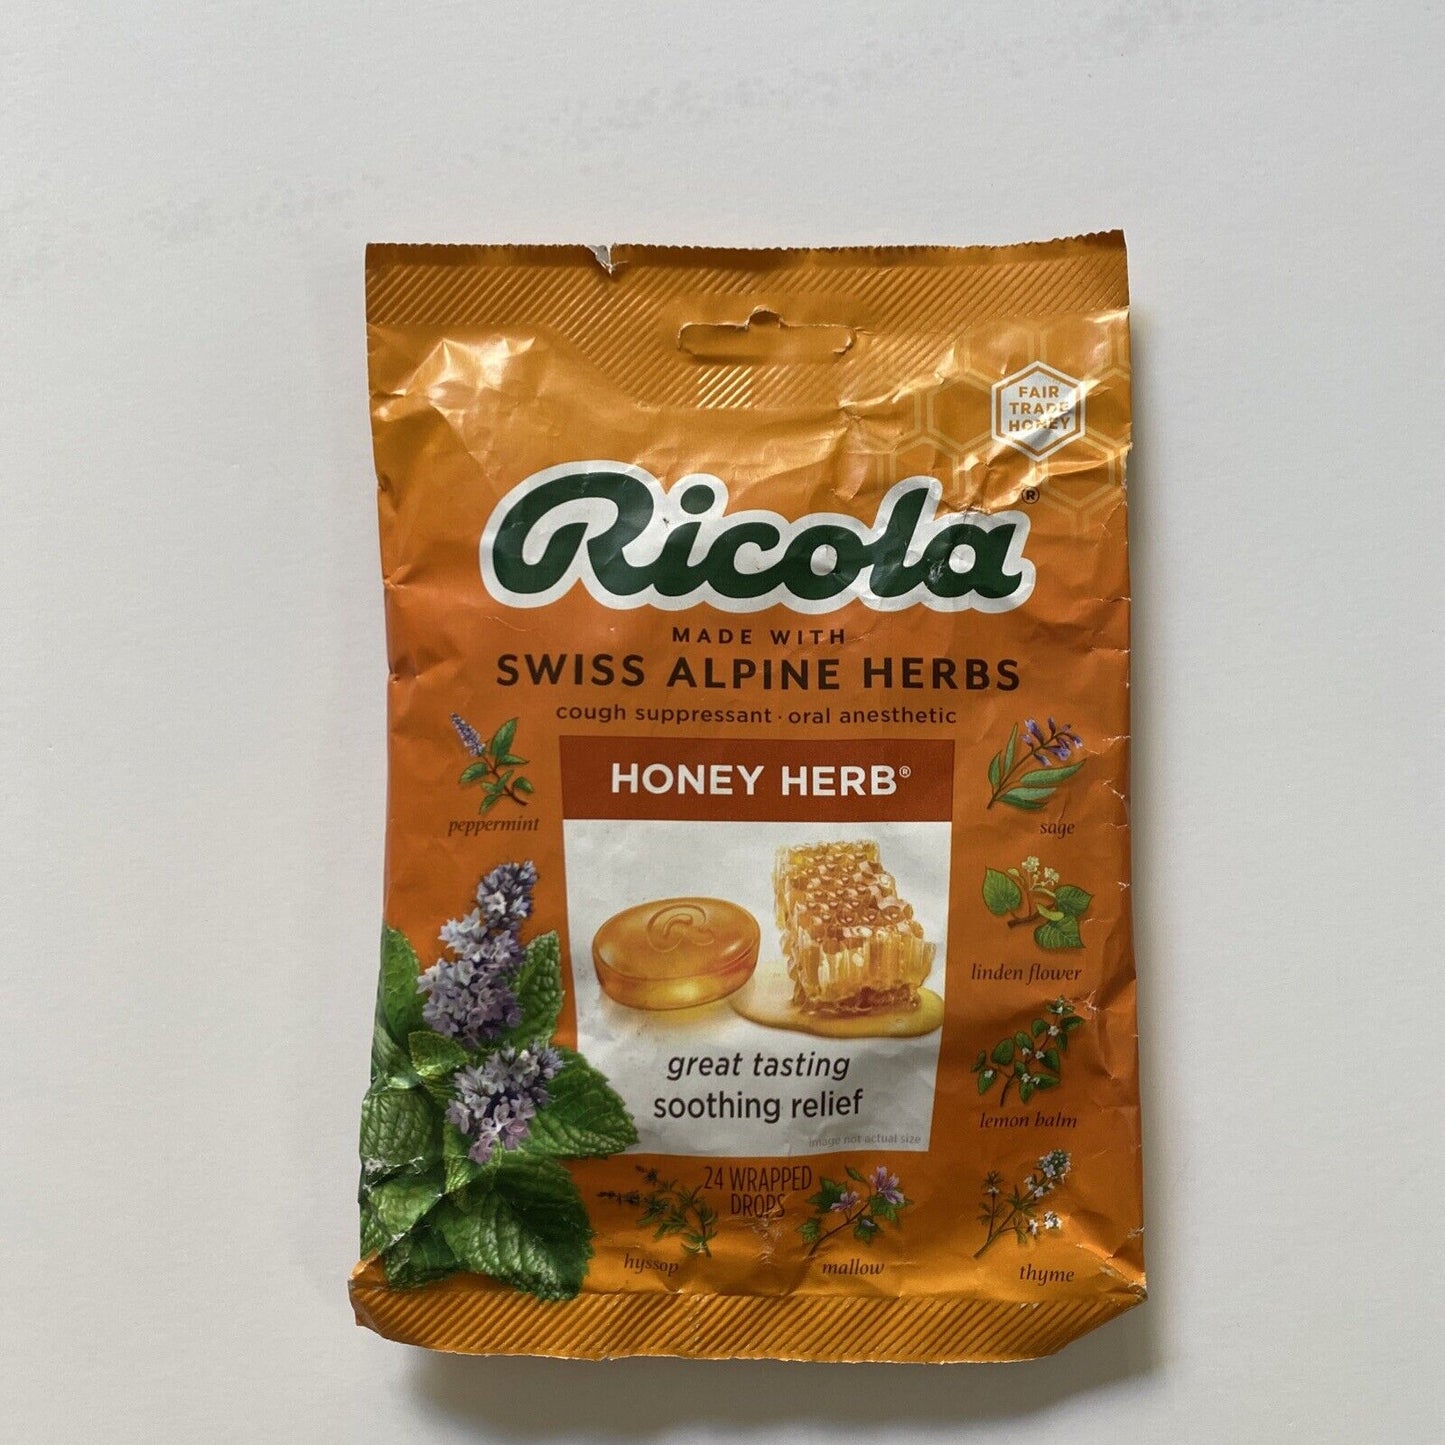 FAIR
TRADE
HONEY
Ricola®
MADE WITH
SWISS ALPINE HERBS
cough suppressant · oral anesthetic
HONEY HERB®
peppermint
sage
linden flower
great tasting
soothing relief
lemon balm
image not actual size
24 WRAPPED
DROPS
hyssop
mallow
thyme